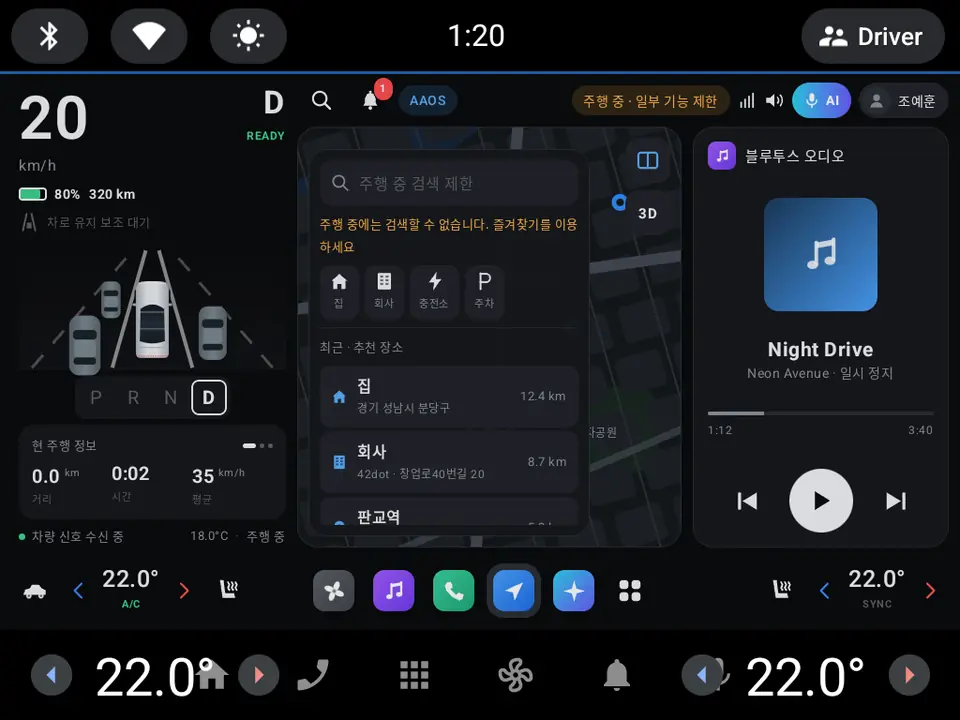 1:20
Driver
20
D
READY
km/h
80% 320 km
차로 유지 보조 대기
P R N D
현 주행 정보
0.0 km
거리
0:02
시간
35 km/h
평균
차량 신호 수신 중
18.0°C · 주행 중
1
AAOS
주행 중 · 일부 기능 제한
AI
조예훈
주행 중 검색 제한
주행 중에는 검색할 수 없습니다. 즐겨찾기를 이용
하세요
집
회사
충전소
P
주차
최근 · 추천 장소
집
경기 성남시 분당구
12.4 km
회사
42dot · 창업로40번길 20
8.7 km
판교역
3D
블루투스 오디오
Night Drive
Neon Avenue · 일시 정지
1:12
3:40
22.0°
A/C
22.0°
SYNC
22.0°
22.0°